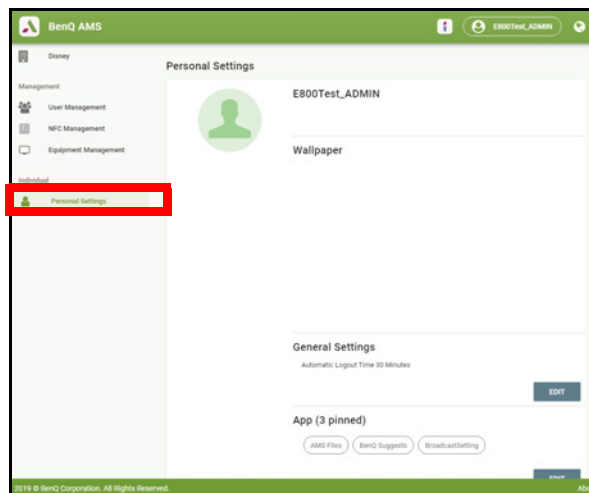 BenQ AMS
E800Test_ADMIN
Disney
Management
User Management
NFC Management
Equipment Management
Individual
Personal Settings
Personal Settings
E800Test_ADMIN
Wallpaper
General Settings
Automatic Logout Time 30 Minutes
EDIT
App (3 pinned)
AMS Files
BenQ Suggests
BroadcastSetting
EDIT
2019 © BenQ Corporation. All Rights Reserved.
Abo